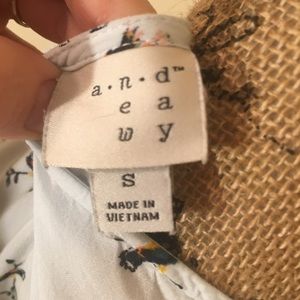 a·n·d™
e a
w y
S
MADE IN
VIETNAM